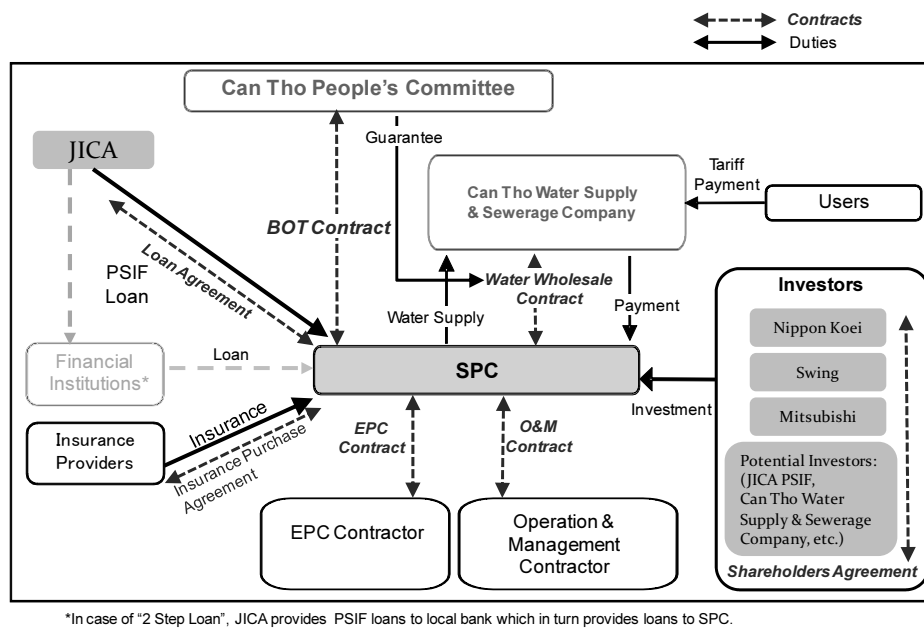 Contracts
Duties
Can Tho People's Committee
Guarantee
JICA
Can Tho Water Supply
& Sewerage Company
Tariff
Payment
Users
BOT Contract
Loan Agreement
PSIF
Loan
Water Wholesale
Contract
Water Supply
Payment
Investors
Nippon Koei
Swing
Mitsubishi
Potential Investors:
(JICA PSIF,
Can Tho Water
Supply & Sewerage
Company, etc.)
Shareholders Agreement
Financial
Institutions*
Loan
SPC
Investment
Insurance
Providers
Insurance
Insurance Purchase
Agreement
EPC
Contract
O&M
Contract
EPC Contractor
Operation &
Management
Contractor
*In case of “2 Step Loan”, JICA provides PSIF loans to local bank which in turn provides loans to SPC.